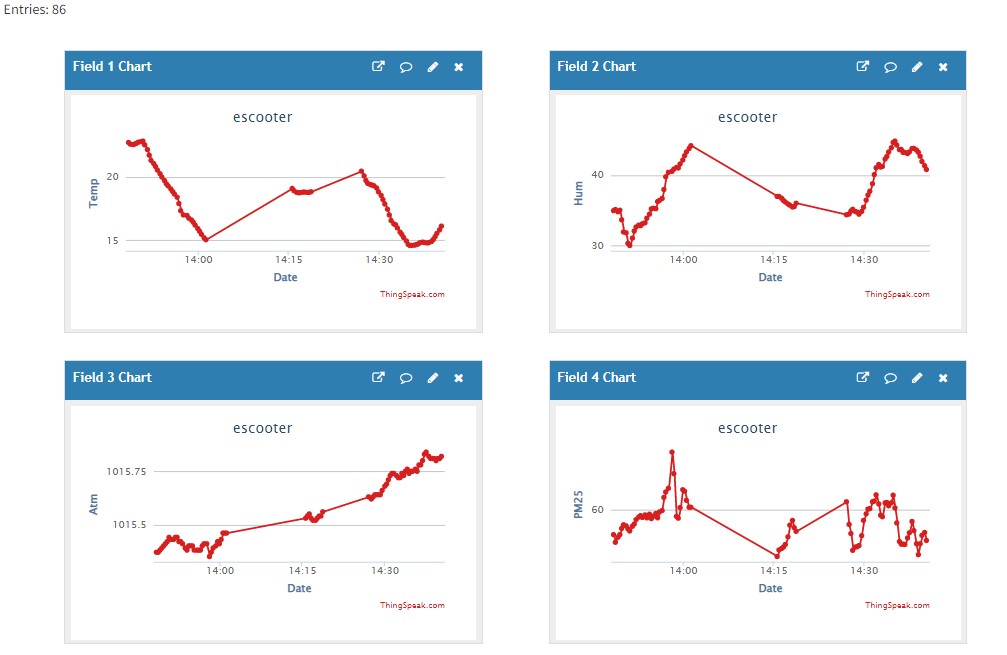 Entries: 86
Field 1 Chart
escooter
Temp
20
15
14:00 14:15 14:30
Date
ThingSpeak.com
Field 2 Chart
escooter
Hum
40
30
14:00 14:15 14:30
Date
ThingSpeak.com
Field 3 Chart
escooter
Atm
1015.75
1015.5
14:00 14:15 14:30
Date
ThingSpeak.com
Field 4 Chart
escooter
PM25
60
14:00 14:15 14:30
Date
ThingSpeak.com